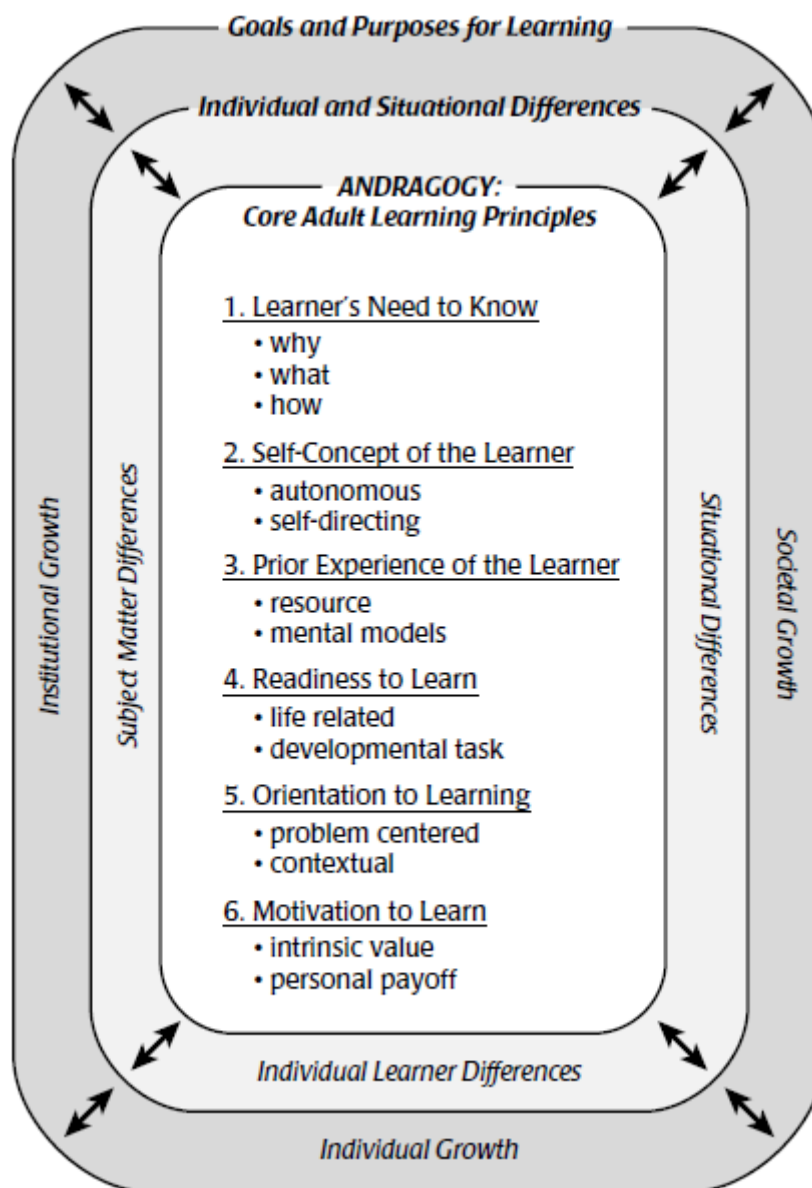 Goals and Purposes for Learning
Individual and Situational Differences
ANDRAGOGY:
Core Adult Learning Principles
1. Learner's Need to Know
• why
• what
• how
2. Self-Concept of the Learner
• autonomous
• self-directing
3. Prior Experience of the Learner
• resource
• mental models
4. Readiness to Learn
• life related
• developmental task
5. Orientation to Learning
• problem centered
• contextual
6. Motivation to Learn
• intrinsic value
• personal payoff
Institutional Growth
Subject Matter Differences
Situational Differences
Societal Growth
Individual Learner Differences
Individual Growth